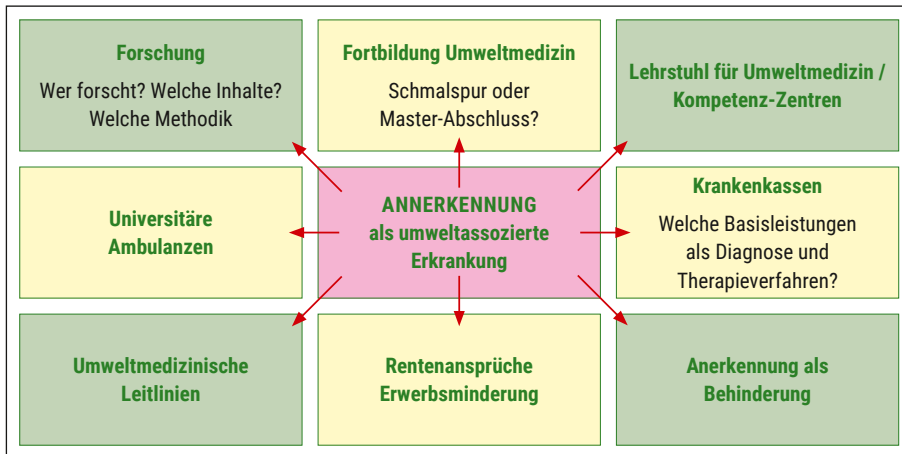 Forschung
Wer forscht? Welche Inhalte?
Welche Methodik
Fortbildung Umweltmedizin
Schmalspur oder
Master-Abschluss?
Lehrstuhl für Umweltmedizin /
Kompetenz-Zentren
Universitäre
Ambulanzen
ANNERKENNUNG
als umweltassozierte
Erkrankung
Krankenkassen
Welche Basisleistungen
als Diagnose und
Therapieverfahren?
Umweltmedizinische
Leitlinien
Rentenansprüche
Erwerbsminderung
Anerkennung als
Behinderung